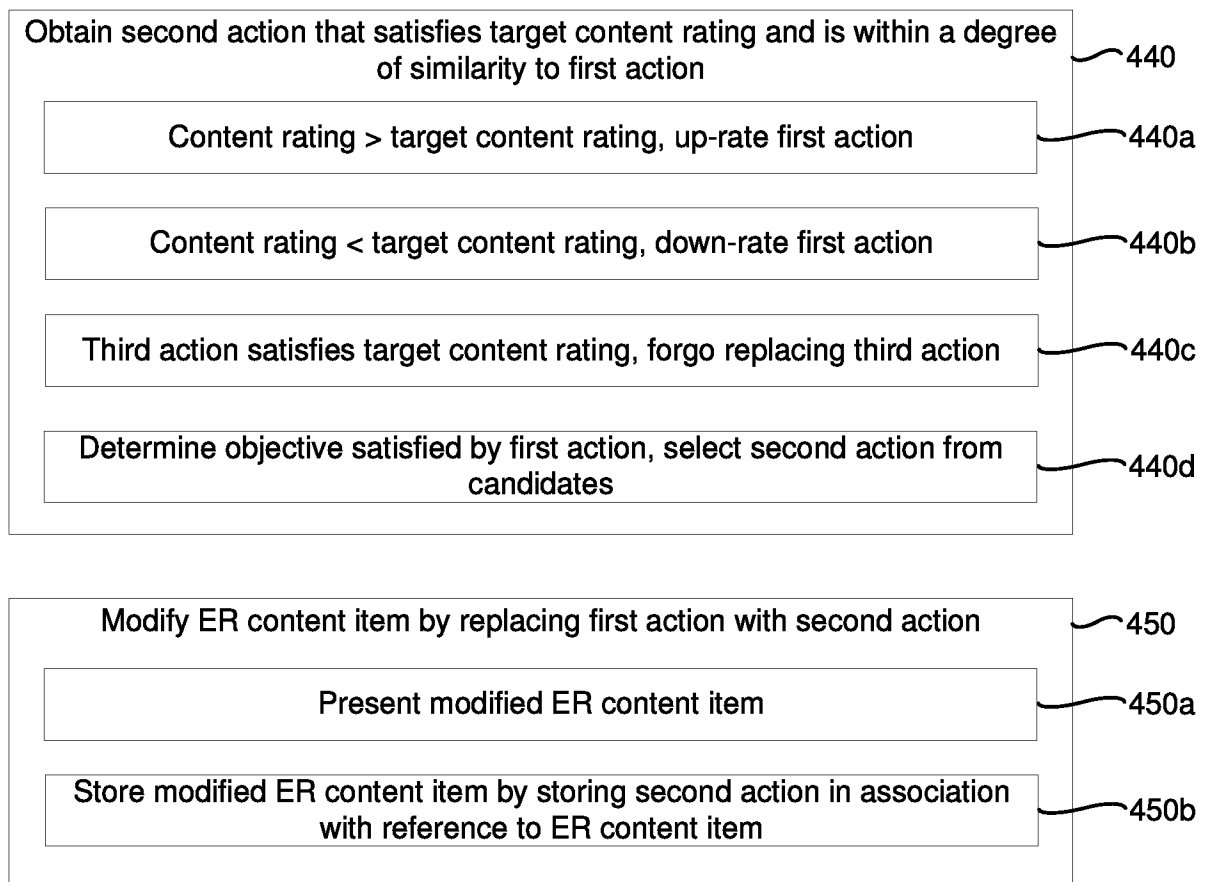 Obtain second action that satisfies target content rating and is within a degree
of similarity to first action
440
Content rating > target content rating, up-rate first action
440a
Content rating < target content rating, down-rate first action
440b
Third action satisfies target content rating, forgo replacing third action
440c
Determine objective satisfied by first action, select second action from
candidates
440d
Modify ER content item by replacing first action with second action
450
Present modified ER content item
450a
Store modified ER content item by storing second action in association
with reference to ER content item
450b